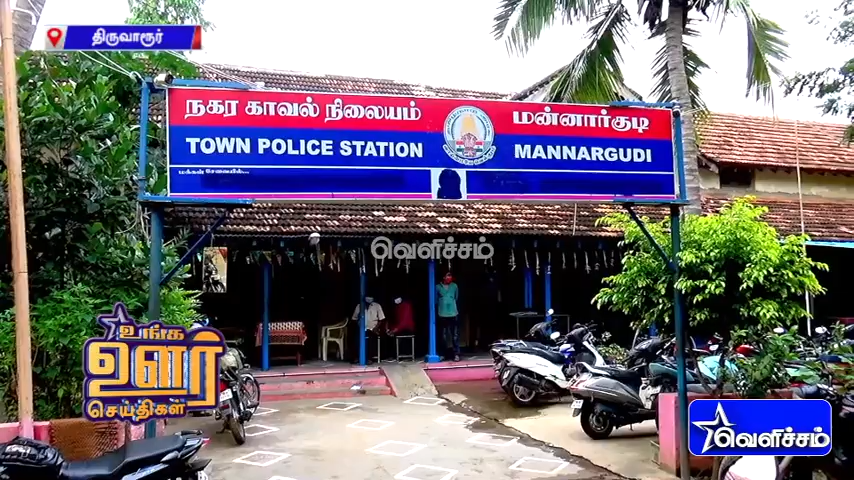 திருவாரூர்
நகர காவல் நிலையம்
மன்னார்குடி
TOWN POLICE STATION
MANNARGUDI
மக்கள் சேவையில்...
வெளிச்சம்
உங்க
ஊர்
செய்திகள்
வெளிச்சம்